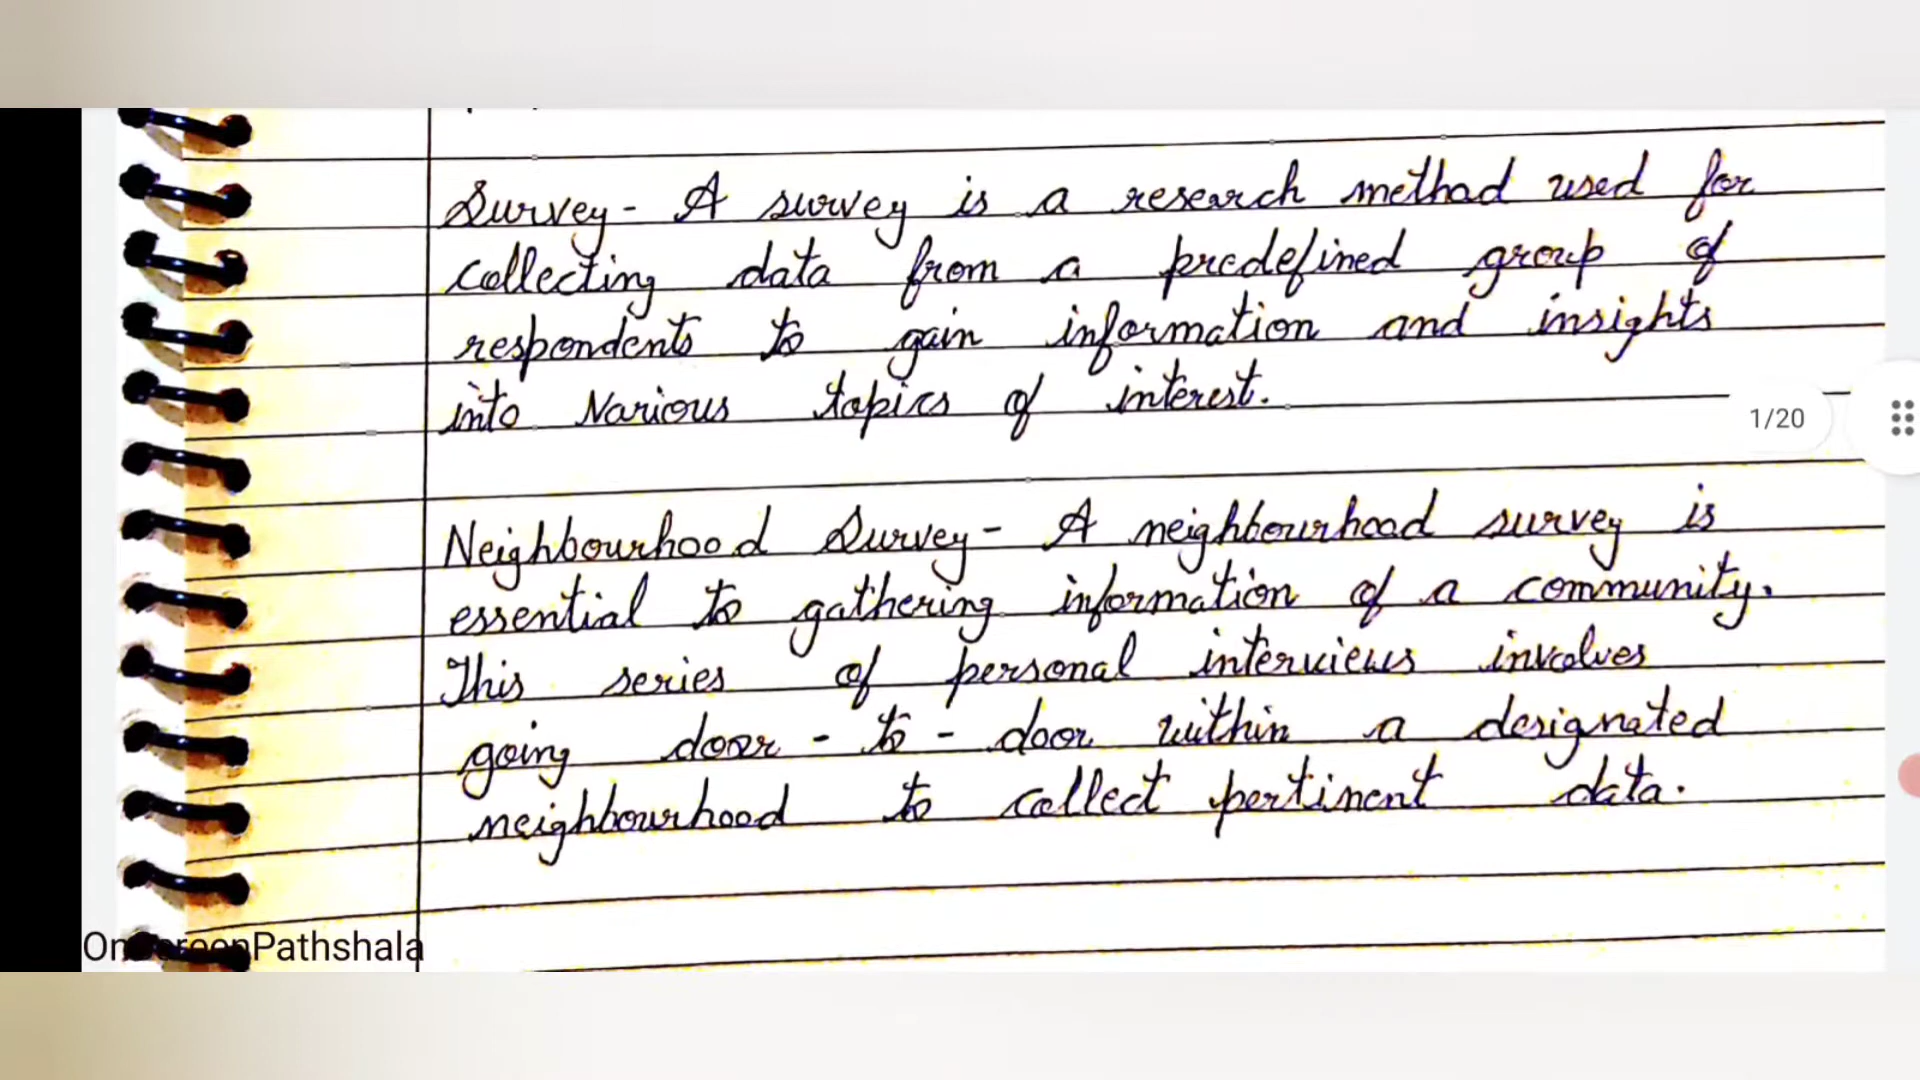 Survey - A survey is a research method used for
collecting data from a predefined group of
respondents to gain information and insights
into various topics of interest.
1/20
Neighbourhood Survey - A neighbourhood survey is
essential to gathering information of a community.
This series of personal interviews involves
going door - to - door within a designated
neighbourhood to collect pertinent data.
OnScreenPathshala